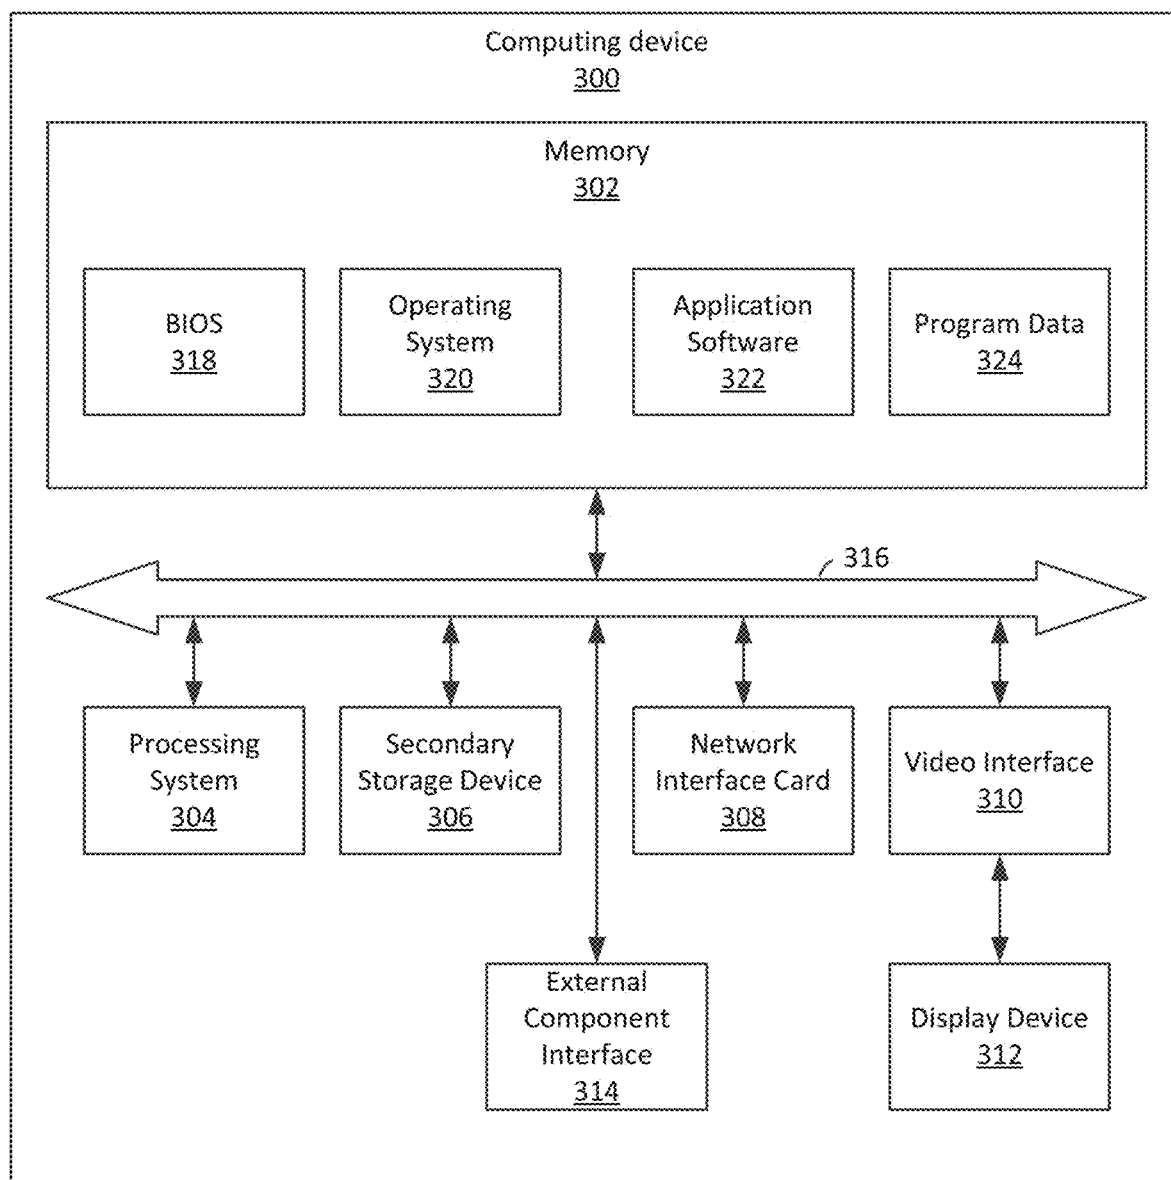 Computing device
300
Memory
302
BIOS
318
Operating
System
320
Application
Software
322
Program Data
324
316
Processing
System
304
Secondary
Storage Device
306
Network
Interface Card
308
Video Interface
310
External
Component
Interface
314
Display Device
312